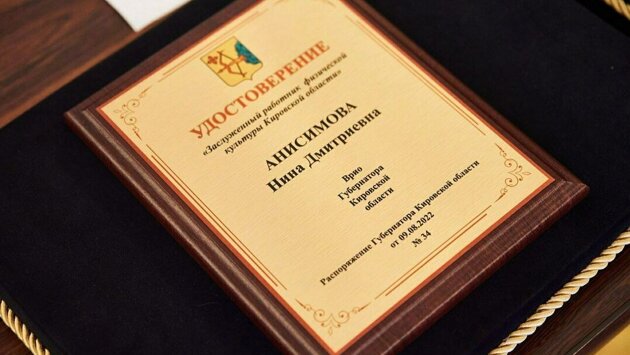 УДОСТОВЕРЕНИЕ
«Заслуженный работник физической
культуры Кировской области»
АНИСИМОВА
Нина Дмитриевна
Врио
Губернатора
Кировской
области
Распоряжение Губернатора Кировской области
от 09.08.2022
№ 34